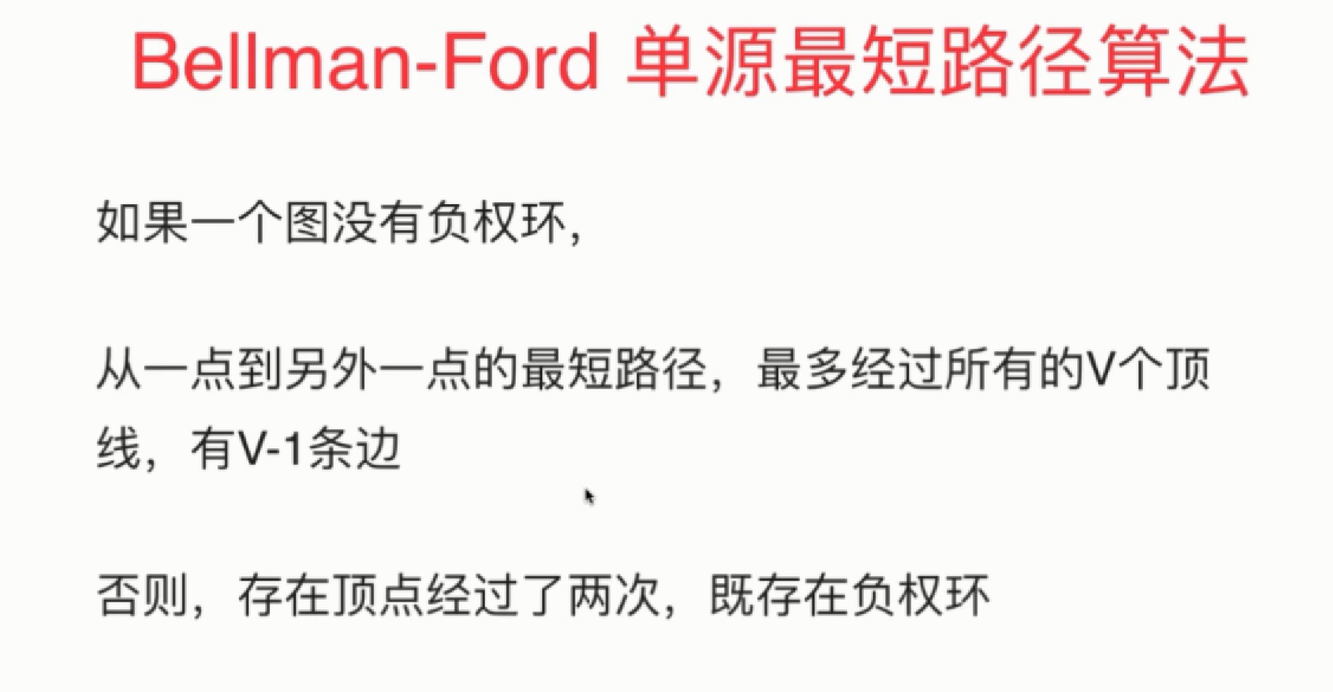 Bellman-Ford 单源最短路径算法
如果一个图没有负权环，
从一点到另外一点的最短路径，最多经过所有的V个顶
线，有V-1条边
否则，存在顶点经过了两次，既存在负权环